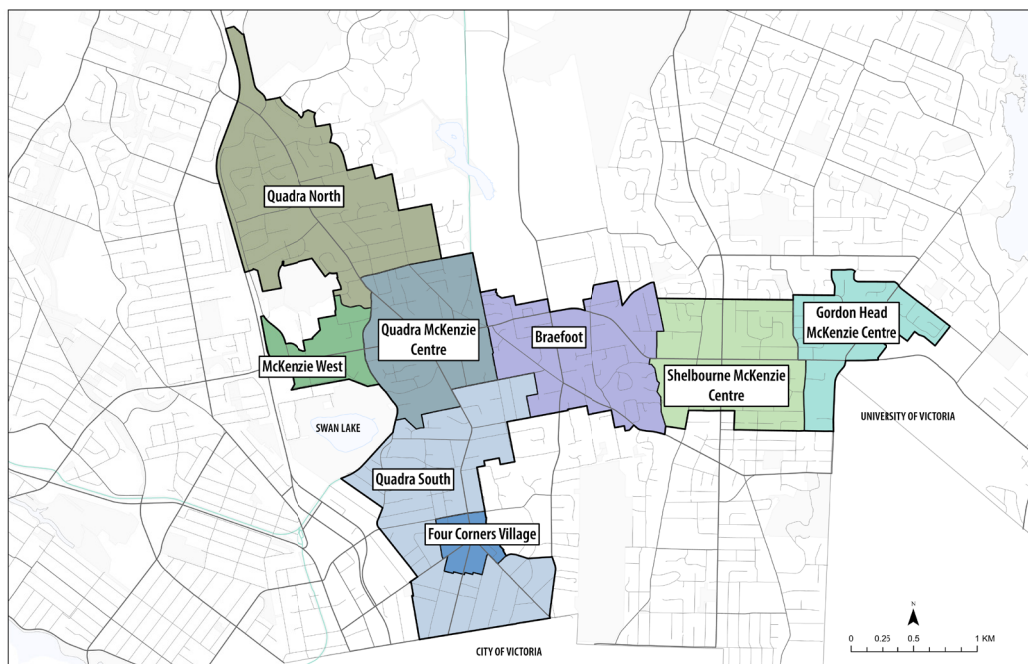 Quadra North
Quadra McKenzie
Centre
Braefoot
Gordon Head
McKenzie Centre
McKenzie West
Shelbourne McKenzie
Centre
UNIVERSITY OF VICTORIA
SWAN LAKE
Quadra South
Four Corners Village
N
0 0.25 0.5 1 KM
CITY OF VICTORIA